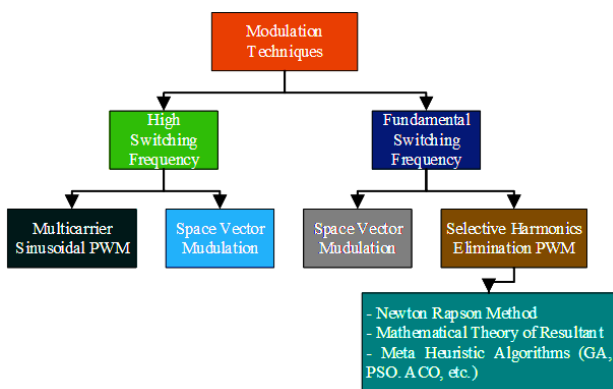 Modulation
Techniques
High
Switching
Frequency
Fundamental
Switching
Frequency
Multicarrier
Sinusoidal PWM
Space Vector
Mudulation
Space Vector
Mudulation
Selective Harmonics
Elimination PWM
- Newton Rapson Method
- Mathematical Theory of Resultant
- Meta Heuristic Algorithms (GA,
PSO. ACO, etc.)